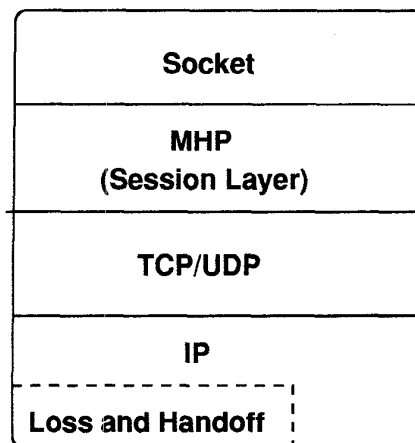 Socket
MHP
(Session Layer)
TCP/UDP
IP
Loss and Handoff